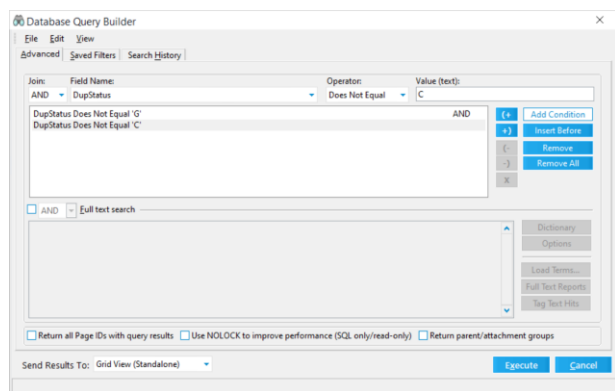 Database Query Builder
File Edit View
Advanced Saved Filters Search History
Join: Field Name: Operator: Value (text):
AND DupStatus Does Not Equal C
DupStatus Does Not Equal 'G' AND
DupStatus Does Not Equal 'C'
(+ Add Condition
+) Insert Before
(- Remove
-) Remove All
X
AND Full text search
Dictionary
Options
Load Terms...
Full Text Reports
Tag Text Hits
Return all Page IDs with query results Use NOLOCK to improve performance (SQL only/read-only) Return parent/attachment groups
Send Results To: Grid View (Standalone) Execute Cancel